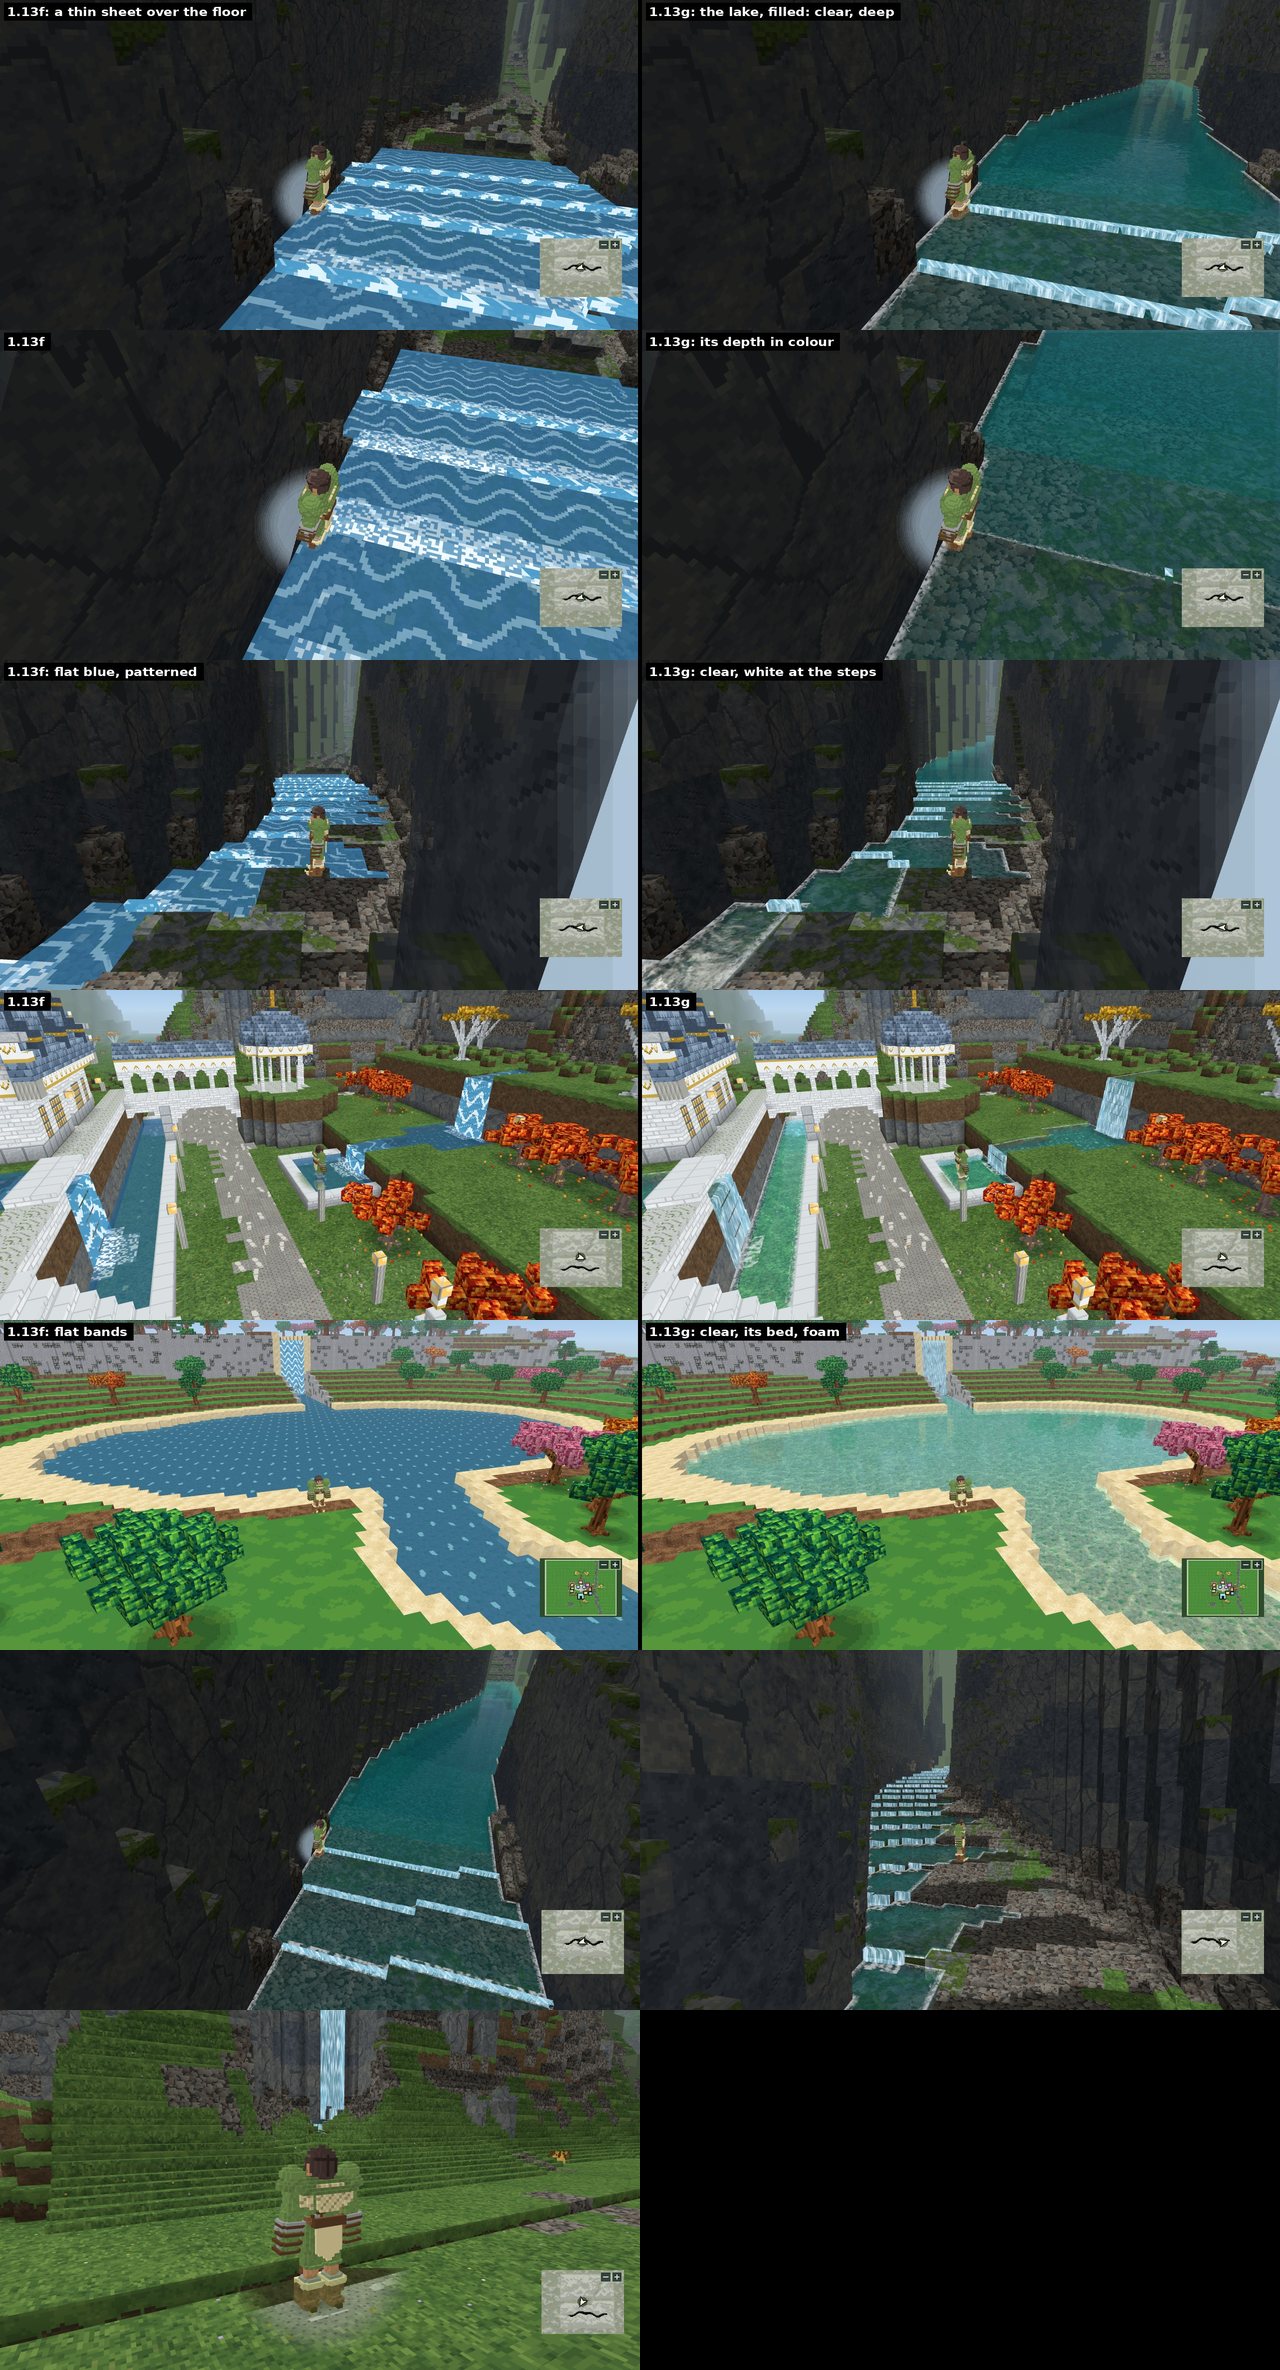 1.13f: a thin sheet over the floor
1.13g: the lake, filled: clear, deep
1.13f
1.13g: its depth in colour
1.13f: flat blue, patterned
1.13g: clear, white at the steps
1.13f
1.13g
1.13f: flat bands
1.13g: clear, its bed, foam